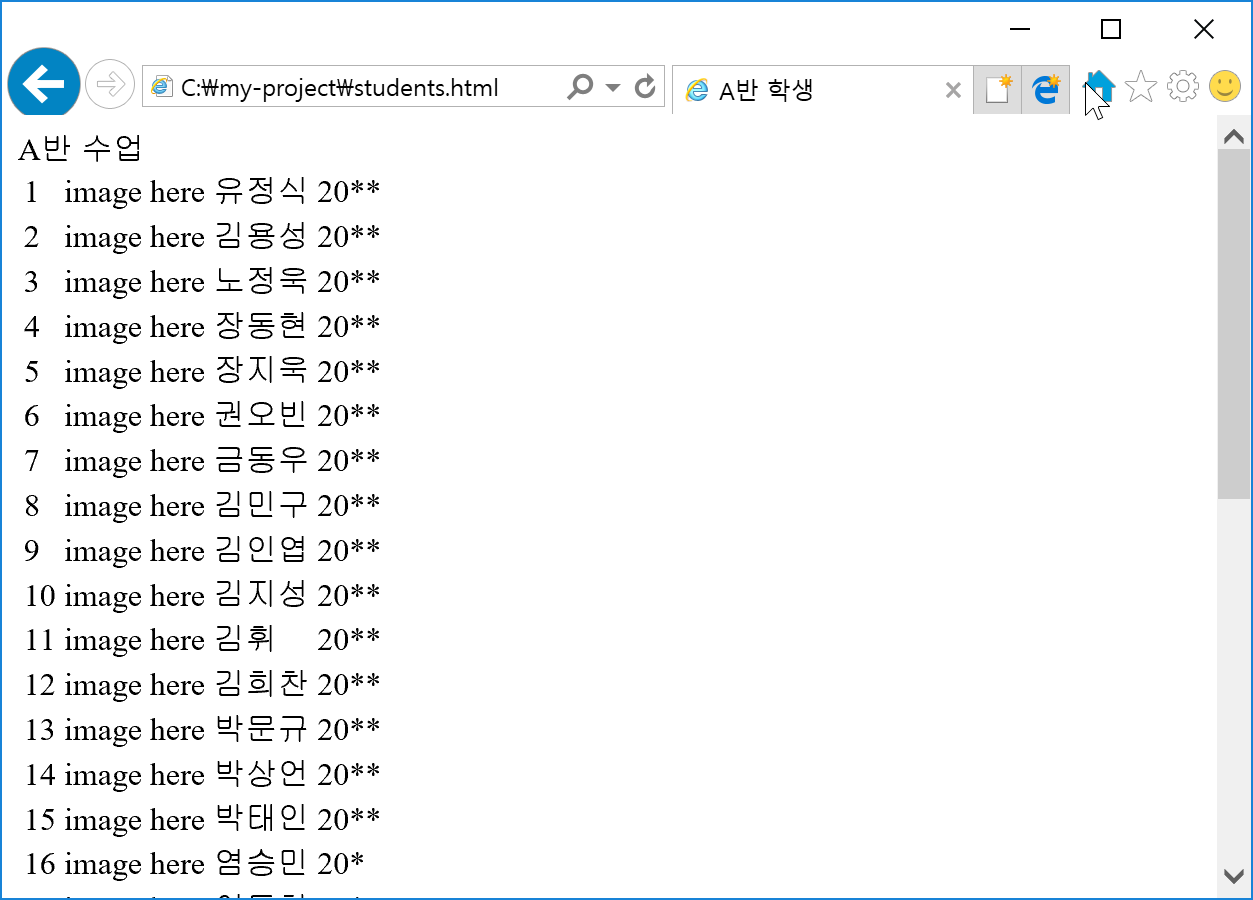 C:₩my-project₩students.html
A반 학생
A반 수업
1 image here 유정식 20**
2 image here 김용성 20**
3 image here 노정욱 20**
4 image here 장동현 20**
5 image here 장지욱 20**
6 image here 권오빈 20**
7 image here 금동우 20**
8 image here 김민구 20**
9 image here 김인엽 20**
10 image here 김지성 20**
11 image here 김휘 20**
12 image here 김희찬 20**
13 image here 박문규 20**
14 image here 박상언 20**
15 image here 박태인 20**
16 image here 염승민 20*